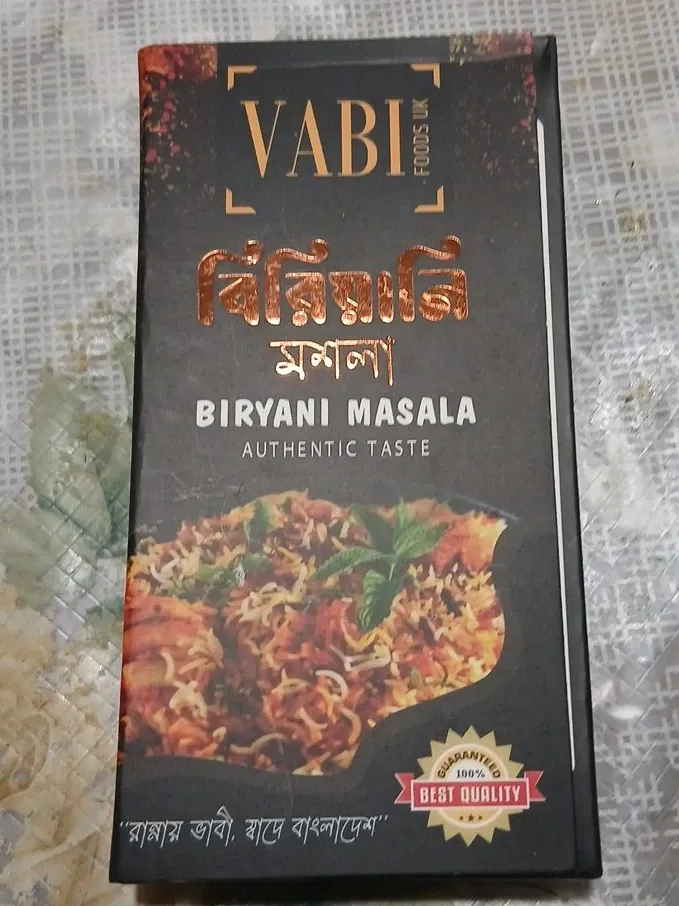 VABI
FOODS UK
বিরিয়ানি
মশলা
BIRYANI MASALA
AUTHENTIC TASTE
GUARANTEED
100%
BEST QUALITY
"রান্নায় ভাবী, স্বাদে বাংলাদেশ"